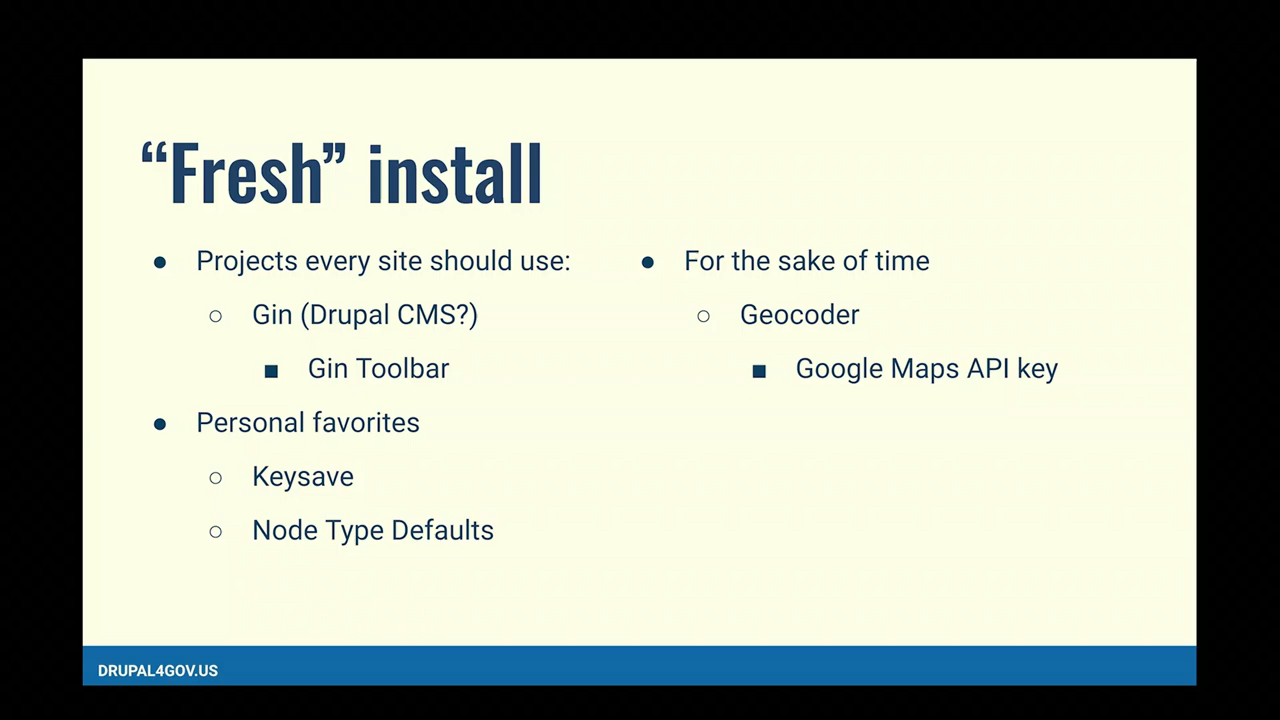 “Fresh” install
● Projects every site should use:
○ Gin (Drupal CMS?)
■ Gin Toolbar
● Personal favorites
○ Keysave
○ Node Type Defaults
● For the sake of time
○ Geocoder
■ Google Maps API key
DRUPAL4GOV.US